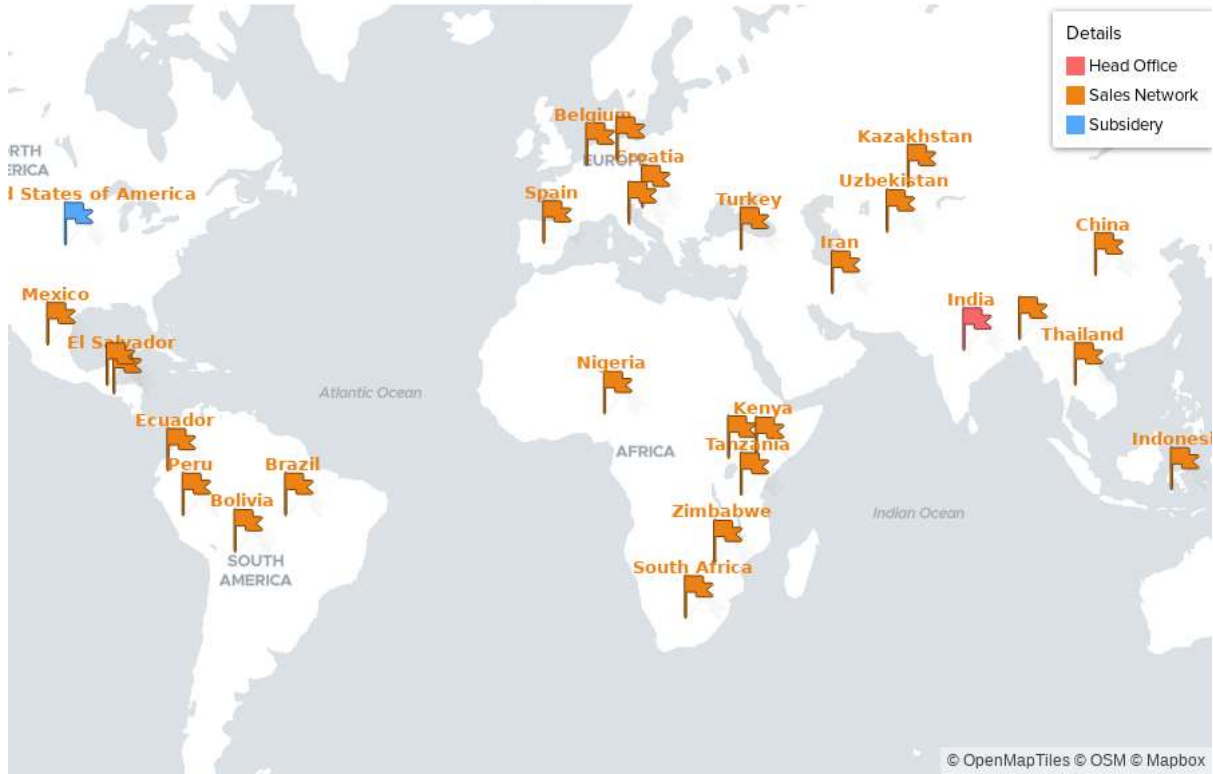 Details
Head Office
Sales Network
Subsidery
Belgium
Kazakhstan
RTH
ERICA
EUROPE
Croatia
d States of America
Spain
Turkey
Uzbekistan
China
Iran
Mexico
India
El Salvador
Thailand
Nigeria
Atlantic Ocean
Kenya
Ecuador
AFRICA
Tanzania
Indonesi
Peru
Brazil
Bolivia
Zimbabwe
Indian Ocean
SOUTH
AMERICA
South Africa
© OpenMapTiles © OSM © Mapbox